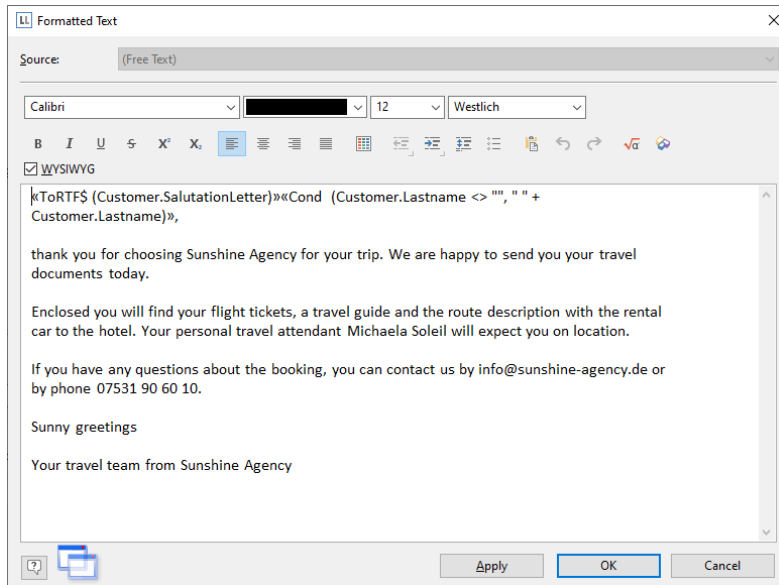 LL Formatted Text
Source: (Free Text)
Calibri 12 Westlich
B I U S X² X₂
WYSIWYG
«ToRTF$ (Customer.SalutationLetter)»«Cond (Customer.Lastname <> "", " " +
Customer.Lastname)»,
thank you for choosing Sunshine Agency for your trip. We are happy to send you your travel
documents today.
Enclosed you will find your flight tickets, a travel guide and the route description with the rental
car to the hotel. Your personal travel attendant Michaela Soleil will expect you on location.
If you have any questions about the booking, you can contact us by info@sunshine-agency.de or
by phone 07531 90 60 10.
Sunny greetings
Your travel team from Sunshine Agency
Apply OK Cancel